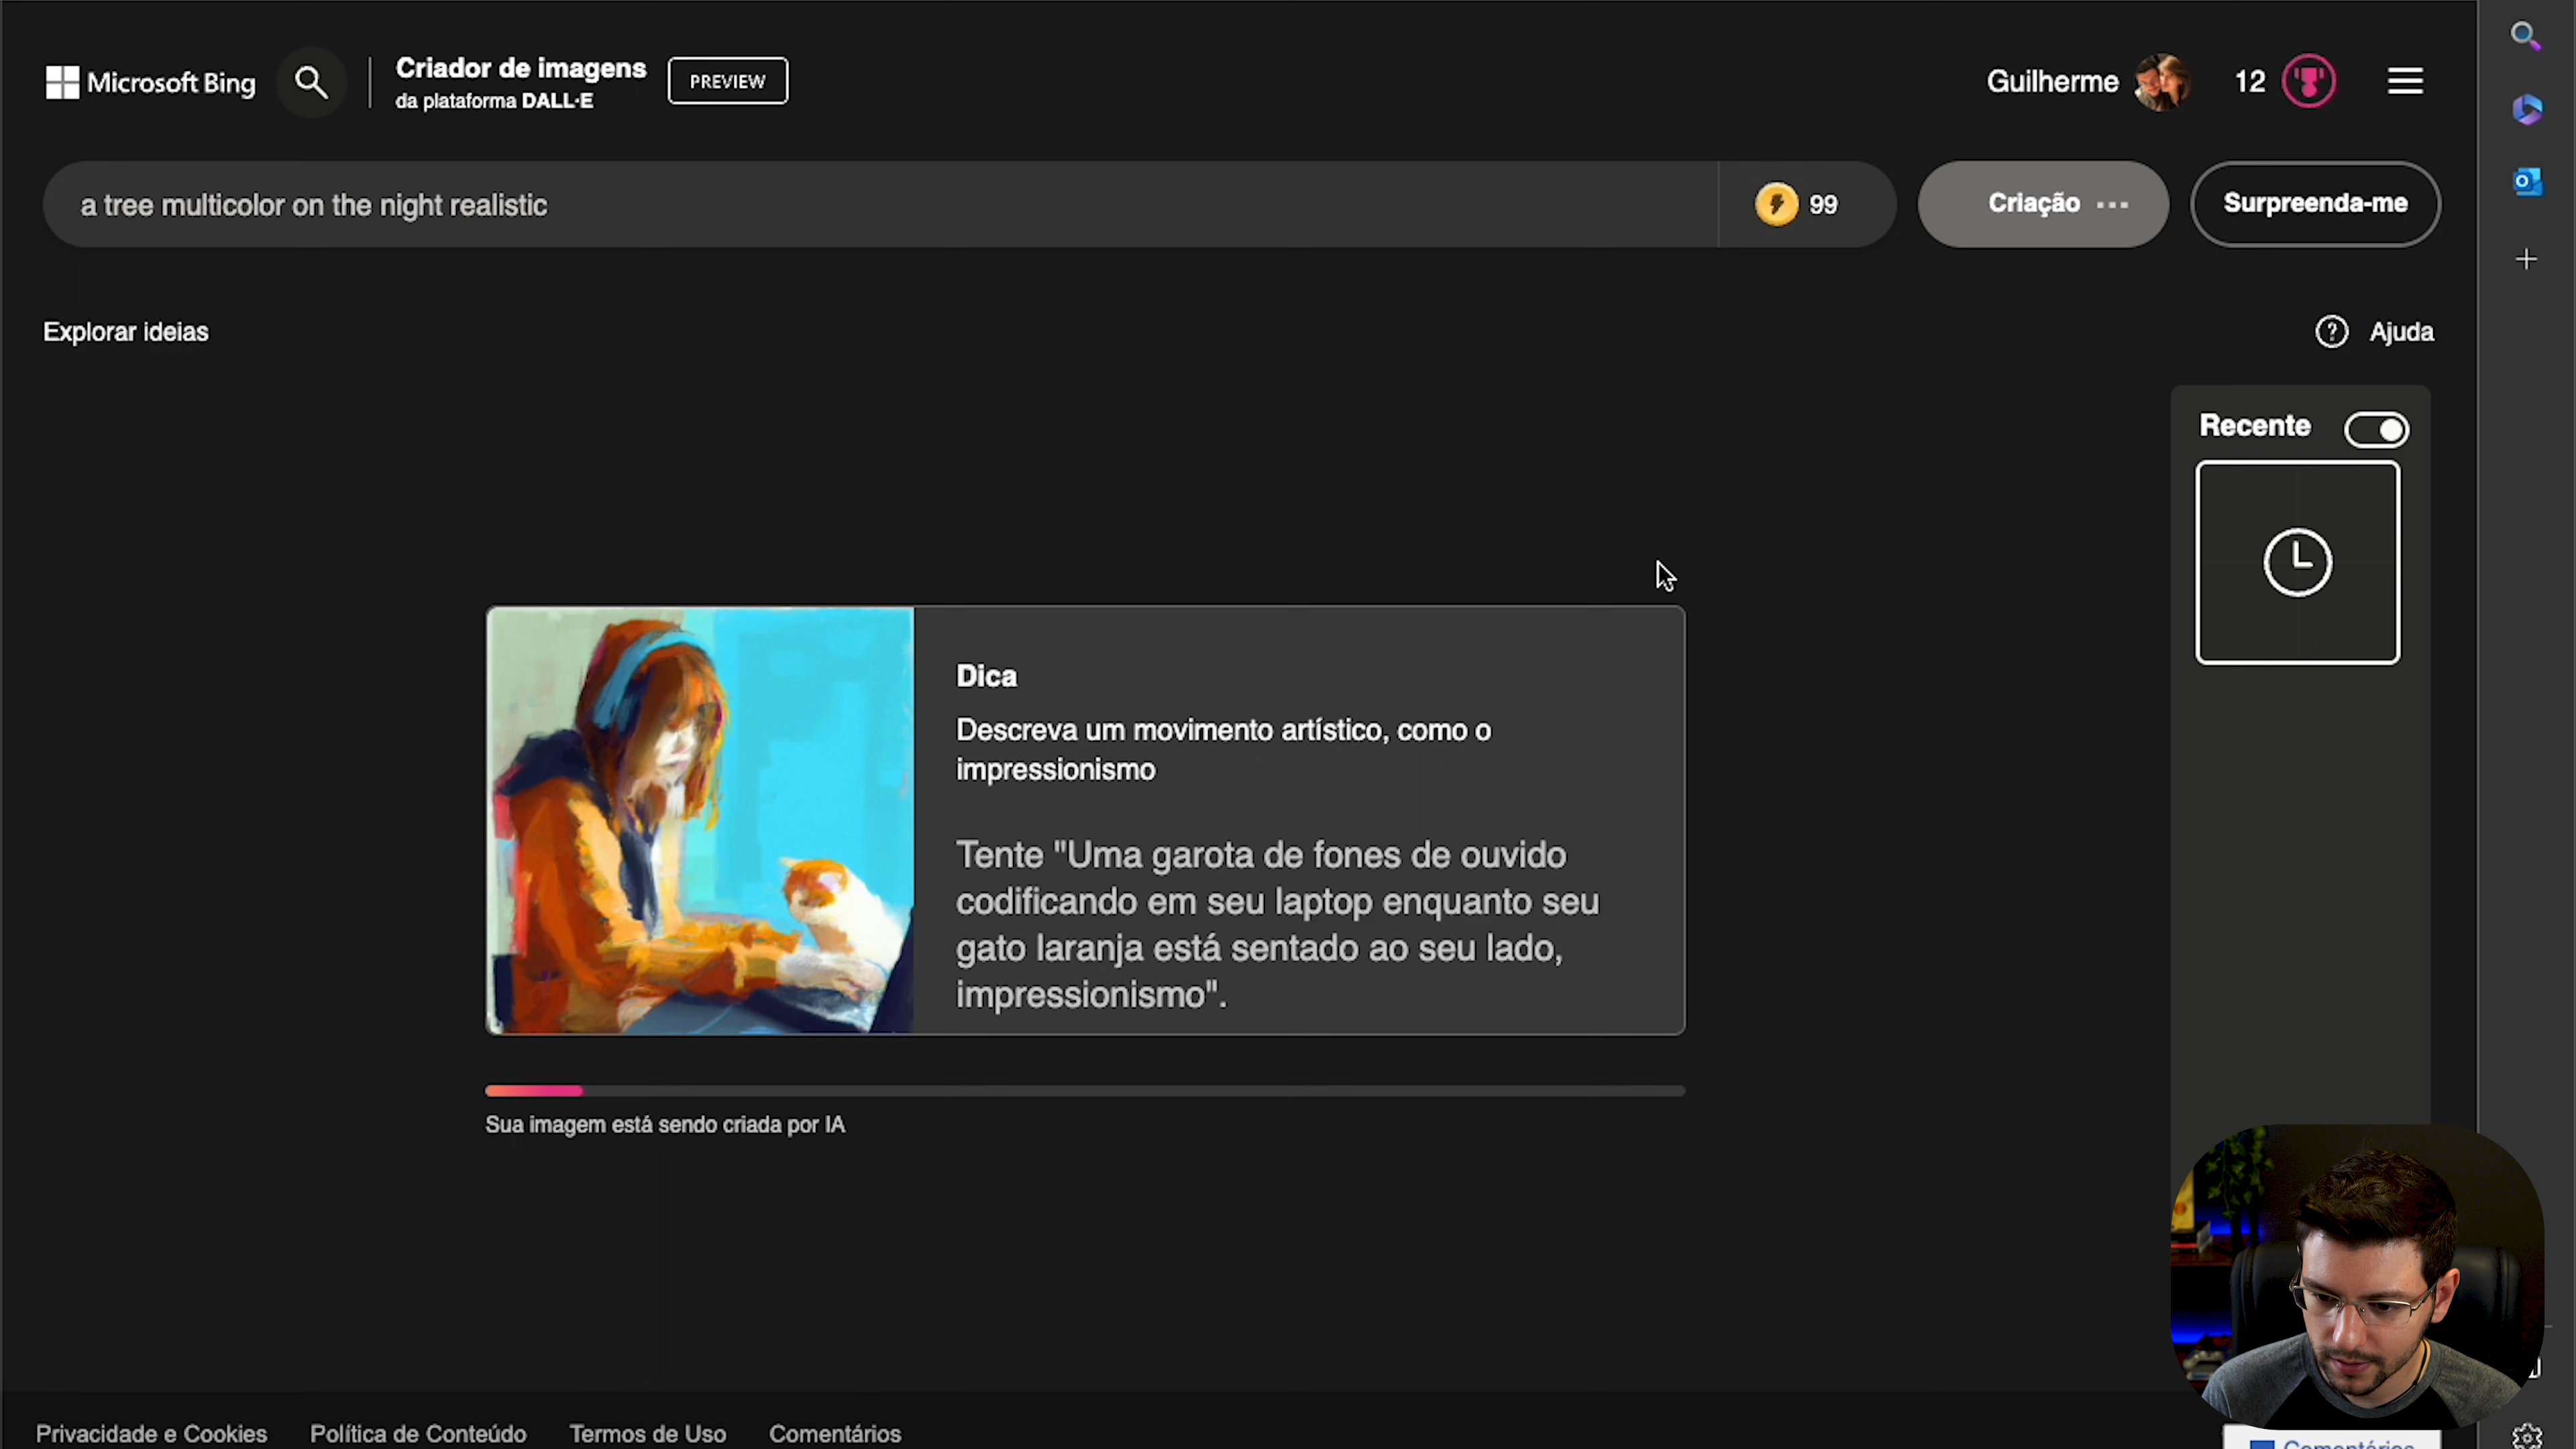 Microsoft Bing
Criador de imagens
da plataforma DALL·E
PREVIEW
Guilherme
12
a tree multicolor on the night realistic
99
Criação
Surpreenda-me
Explorar ideias
Ajuda
Recente
Dica
Descreva um movimento artístico, como o
impressionismo
Tente "Uma garota de fones de ouvido
codificando em seu laptop enquanto seu
gato laranja está sentado ao seu lado,
impressionismo".
Sua imagem está sendo criada por IA
Privacidade e Cookies
Política de Conteúdo
Termos de Uso
Comentários
Comentários